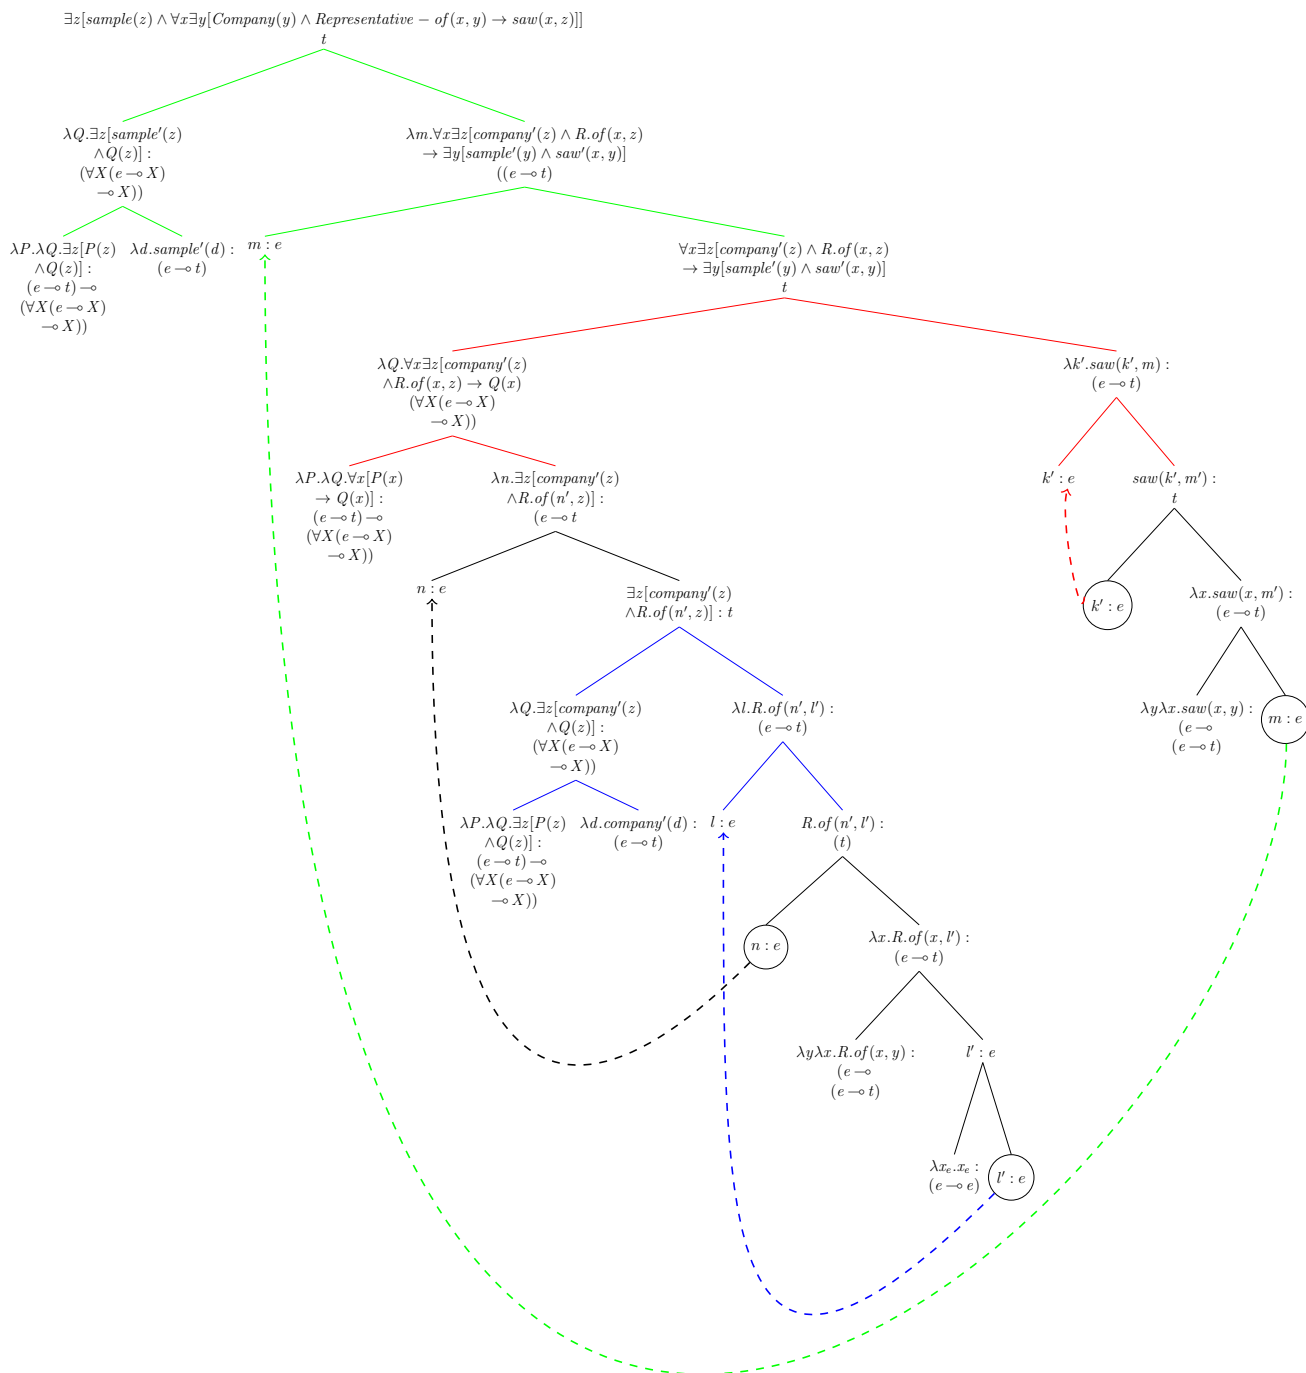 ∃z[sample(z) ∧ ∀x∃y[Company(y) ∧ Representative − of(x, y) → saw(x, z)]]
t
λQ.∃z[sample′(z)
∧Q(z)] :
(∀X(e ⊸ X)
⊸ X))
λm.∀x∃z[company′(z) ∧ R.of(x, z)
→ ∃y[sample′(y) ∧ saw′(x, y)]
((e ⊸ t)
λP.λQ.∃z[P(z)
∧Q(z)] :
(e ⊸ t) ⊸
(∀X(e ⊸ X)
⊸ X))
λd.sample′(d) :
(e ⊸ t)
m : e
∀x∃z[company′(z) ∧ R.of(x, z)
→ ∃y[sample′(y) ∧ saw′(x, y)]
t
λQ.∀x∃z[company′(z)
∧R.of(x, z) → Q(x)
(∀X(e ⊸ X)
⊸ X))
λk′.saw(k′, m) :
(e ⊸ t)
λP.λQ.∀x[P(x)
→ Q(x)] :
(e ⊸ t) ⊸
(∀X(e ⊸ X)
⊸ X))
λn.∃z[company′(z)
∧R.of(n′, z)] :
(e ⊸ t
k′ : e
saw(k′, m′) :
t
n : e
∃z[company′(z)
∧R.of(n′, z)] : t
k′ : e
λx.saw(x, m′) :
(e ⊸ t)
λQ.∃z[company′(z)
∧Q(z)] :
(∀X(e ⊸ X)
⊸ X))
λl.R.of(n′, l′) :
(e ⊸ t)
λyλx.saw(x, y) :
(e ⊸
(e ⊸ t)
m : e
λP.λQ.∃z[P(z)
∧Q(z)] :
(e ⊸ t) ⊸
(∀X(e ⊸ X)
⊸ X))
λd.company′(d) :
(e ⊸ t)
l : e
R.of(n′, l′) :
(t)
n : e
λx.R.of(x, l′) :
(e ⊸ t)
λyλx.R.of(x, y) :
(e ⊸
(e ⊸ t)
l′ : e
λxₑ.xₑ :
(e ⊸ e)
l′ : e